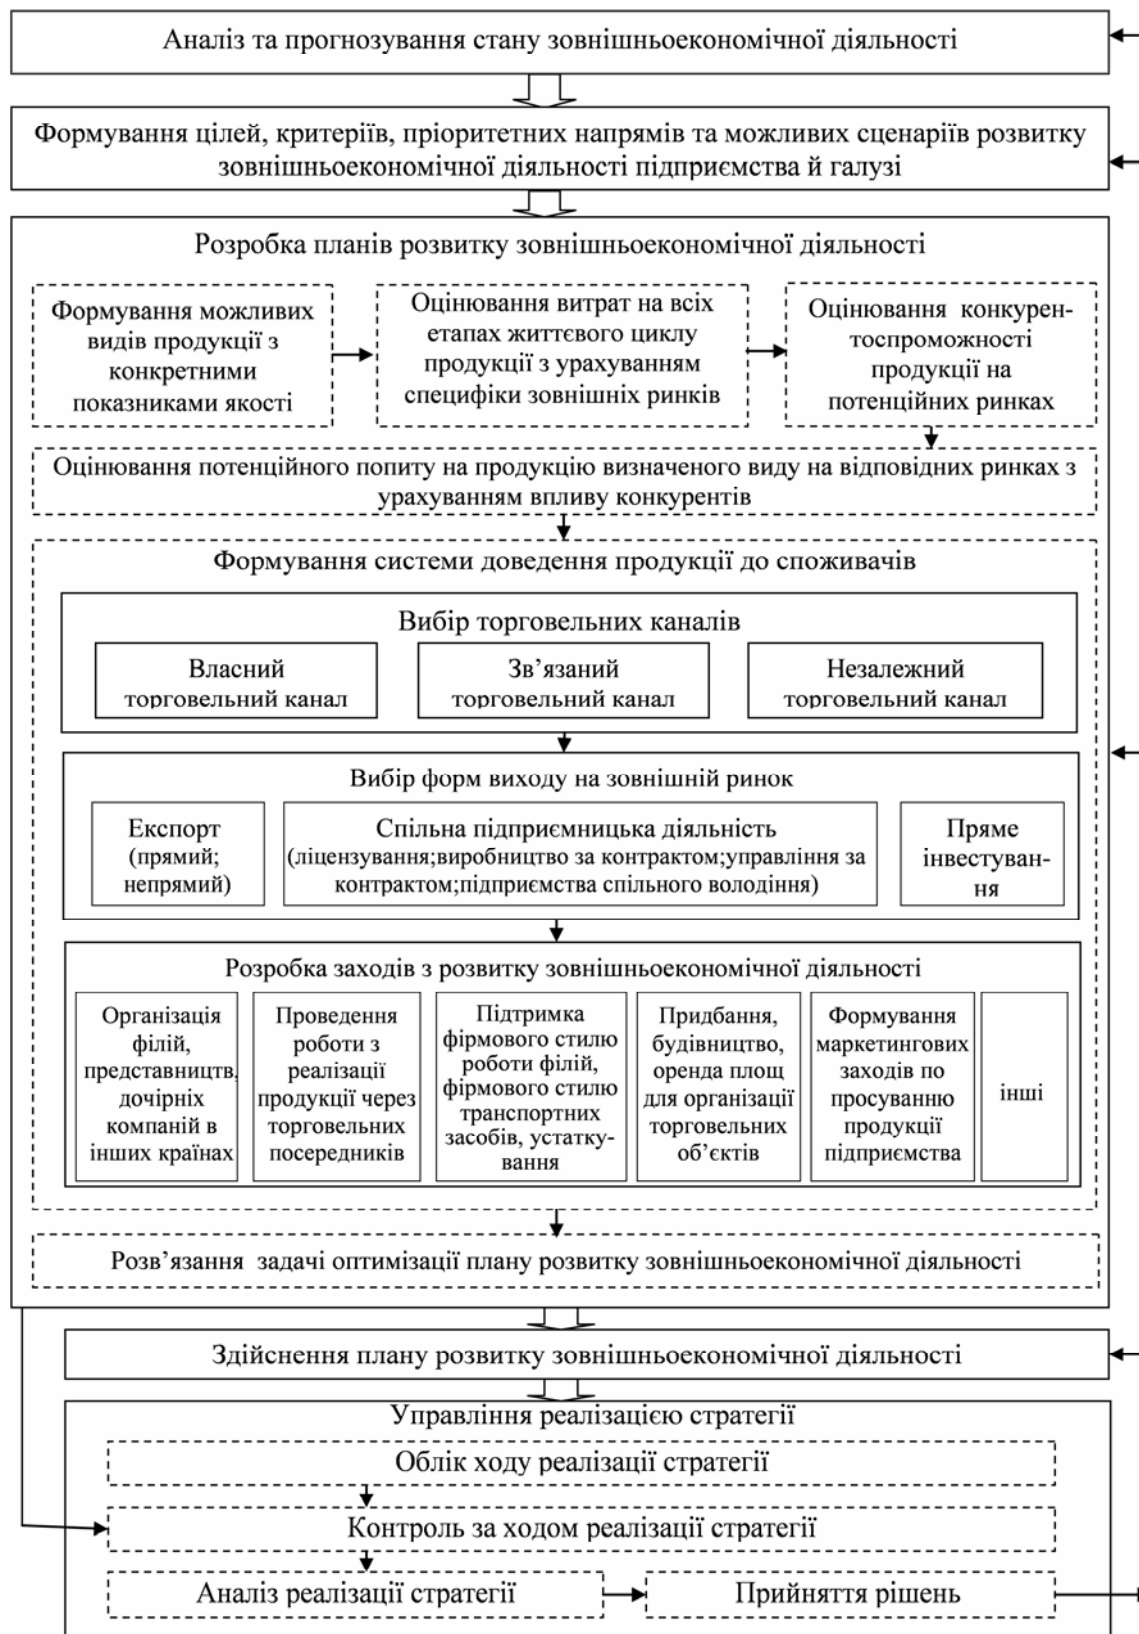 Аналіз та прогнозування стану зовнішньоекономічної діяльності
Формування цілей, критеріїв, пріоритетних напрямів та можливих сценаріїв розвитку
зовнішньоекономічної діяльності підприємства й галузі
Розробка планів розвитку зовнішньоекономічної діяльності
Формування можливих
видів продукції з
конкретними
показниками якості
Оцінювання витрат на всіх
етапах життєвого циклу
продукції з урахуванням
специфіки зовнішніх ринків
Оцінювання конкурен-
тоспроможності
продукції на
потенційних ринках
Оцінювання потенційного попиту на продукцію визначеного виду на відповідних ринках з
урахуванням впливу конкурентів
Формування системи доведення продукції до споживачів
Вибір торговельних каналів
Власний
торговельний канал
Зв’язаний
торговельний канал
Незалежний
торговельний канал
Вибір форм виходу на зовнішній ринок
Експорт
(прямий;
непрямий)
Спільна підприємницька діяльність
(ліцензування;виробництво за контрактом;управління за
контрактом;підприємства спільного володіння)
Пряме
інвестуван-
ня
Розробка заходів з розвитку зовнішньоекономічної діяльності
Організація
філій,
представництв,
дочірніх
компаній в
інших країнах
Проведення
роботи з
реалізації
продукції через
торговельних
посередників
Підтримка
фірмового стилю
роботи філій,
фірмового стилю
транспортних
засобів, устатку-
вання
Придбання,
будівництво,
оренда площ
для організації
торговельних
об’єктів
Формування
маркетингових
заходів по
просуванню
продукції
підприємства
інші
Розв’язання задачі оптимізації плану розвитку зовнішньоекономічної діяльності
Здійснення плану розвитку зовнішньоекономічної діяльності
Управління реалізацією стратегії
Облік ходу реалізації стратегії
Контроль за ходом реалізації стратегії
Аналіз реалізації стратегії
Прийняття рішень